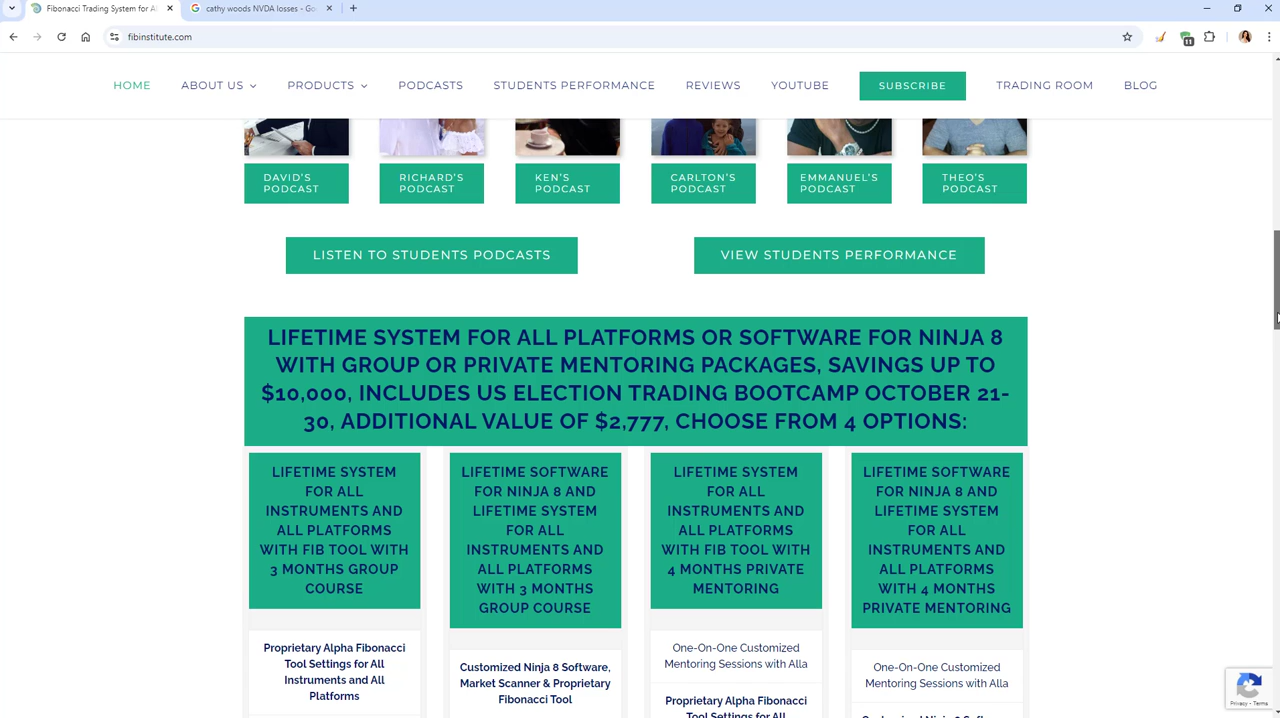 Fibonacci Trading System for Al
cathy woods NVDA losses - Go
fibinstitute.com
11
HOME ABOUT US PRODUCTS PODCASTS STUDENTS PERFORMANCE REVIEWS YOUTUBE SUBSCRIBE TRADING ROOM BLOG
DAVID'S
PODCAST
RICHARD'S
PODCAST
KEN'S
PODCAST
CARLTON'S
PODCAST
EMMANUEL'S
PODCAST
THEO'S
PODCAST
LISTEN TO STUDENTS PODCASTS
VIEW STUDENTS PERFORMANCE
LIFETIME SYSTEM FOR ALL PLATFORMS OR SOFTWARE FOR NINJA 8
WITH GROUP OR PRIVATE MENTORING PACKAGES, SAVINGS UP TO
$10,000, INCLUDES US ELECTION TRADING BOOTCAMP OCTOBER 21-
30, ADDITIONAL VALUE OF $2,777, CHOOSE FROM 4 OPTIONS:
LIFETIME SYSTEM
FOR ALL
INSTRUMENTS AND
ALL PLATFORMS
WITH FIB TOOL WITH
3 MONTHS GROUP
COURSE
Proprietary Alpha Fibonacci
Tool Settings for All
Instruments and All
Platforms
LIFETIME SOFTWARE
FOR NINJA 8 AND
LIFETIME SYSTEM
FOR ALL
INSTRUMENTS AND
ALL PLATFORMS
WITH 3 MONTHS
GROUP COURSE
Customized Ninja 8 Software,
Market Scanner & Proprietary
Fibonacci Tool
LIFETIME SYSTEM
FOR ALL
INSTRUMENTS AND
ALL PLATFORMS
WITH FIB TOOL WITH
4 MONTHS PRIVATE
MENTORING
One-On-One Customized
Mentoring Sessions with Alla
Proprietary Alpha Fibonacci
Tool Settings for All
LIFETIME SOFTWARE
FOR NINJA 8 AND
LIFETIME SYSTEM
FOR ALL
INSTRUMENTS AND
ALL PLATFORMS
WITH 4 MONTHS
PRIVATE MENTORING
One-On-One Customized
Mentoring Sessions with Alla
Customized Ninja 8 Software,
Privacy - Terms